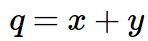 q = x + y